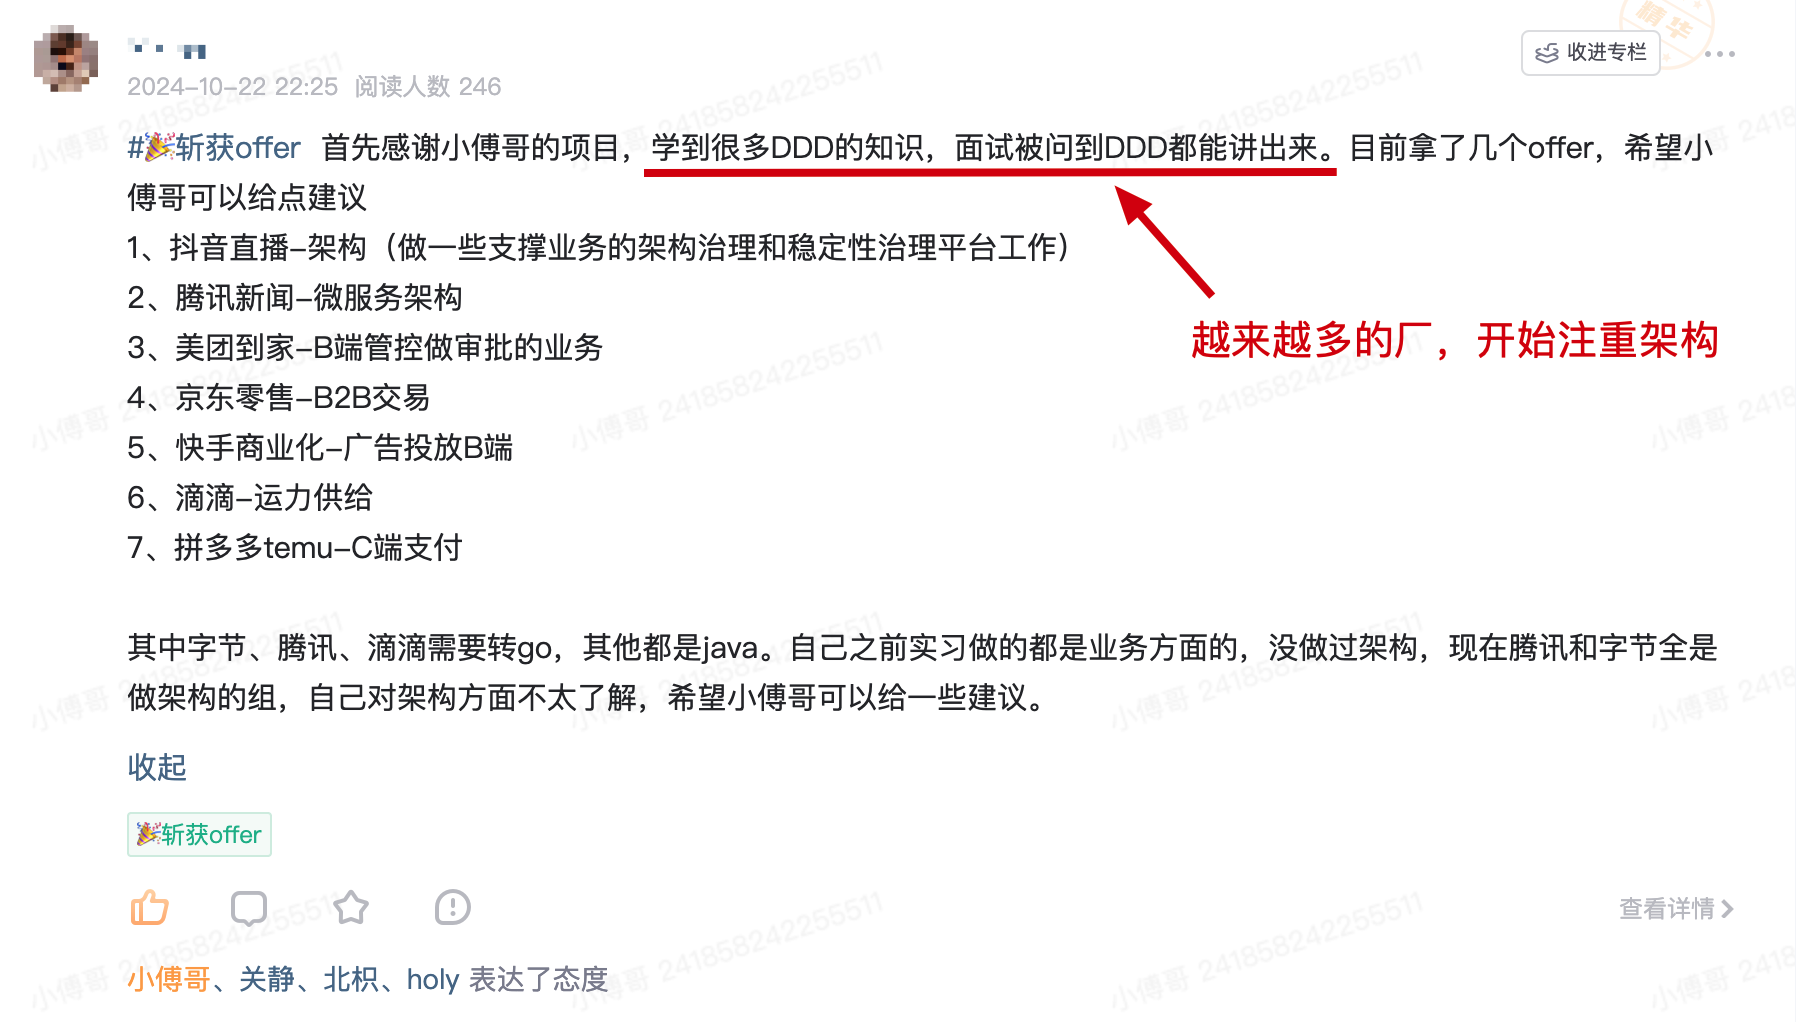 精华
收进专栏
2024-10-22 22:25 阅读人数 246
#🎉斩获offer 首先感谢小傅哥的项目，学到很多DDD的知识，面试被问到DDD都能讲出来。目前拿了几个offer，希望小
傅哥可以给点建议
1、抖音直播-架构（做一些支撑业务的架构治理和稳定性治理平台工作）
2、腾讯新闻-微服务架构
越来越多的厂，开始注重架构
3、美团到家-B端管控做审批的业务
4、京东零售-B2B交易
5、快手商业化-广告投放B端
6、滴滴-运力供给
7、拼多多temu-C端支付
其中字节、腾讯、滴滴需要转go，其他都是java。自己之前实习做的都是业务方面的，没做过架构，现在腾讯和字节全是
做架构的组，自己对架构方面不太了解，希望小傅哥可以给一些建议。
收起
🎉斩获offer
查看详情
小傅哥、关静、北枳、holy 表达了态度
小傅哥 241858242255511